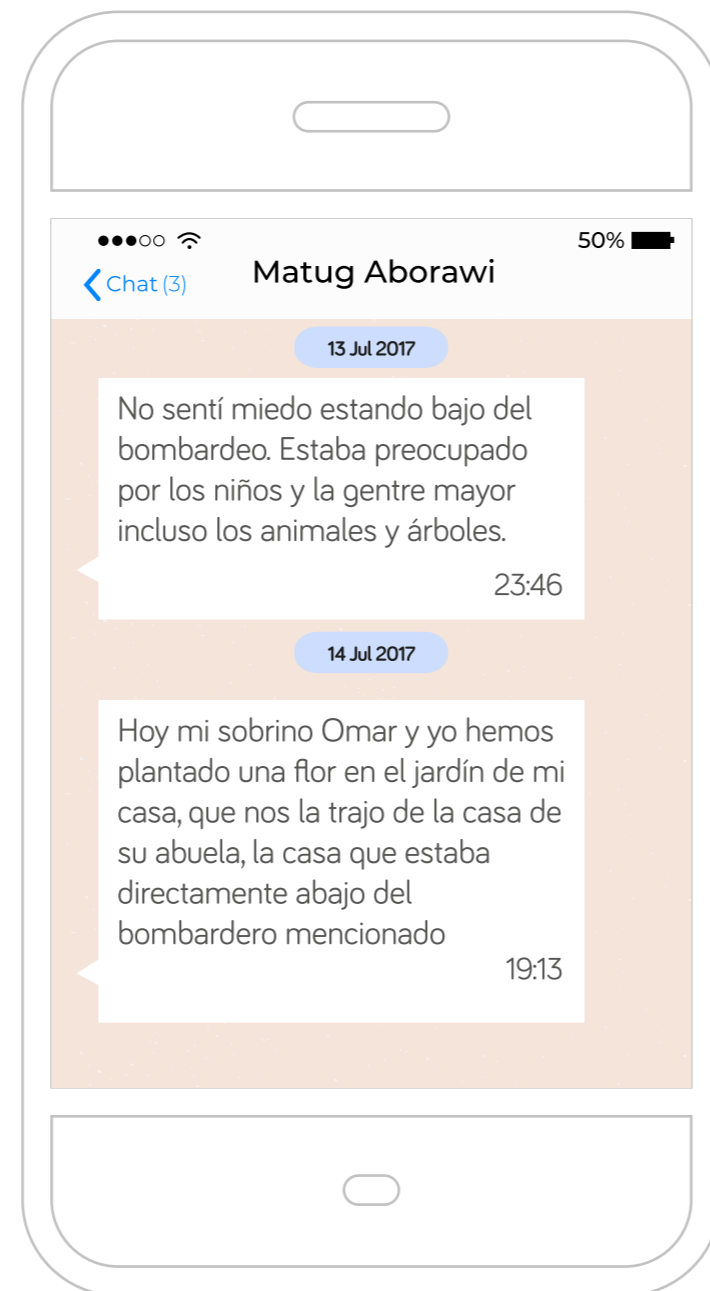 50%
Chat (3)
Matug Aborawi
13 Jul 2017
No sentí miedo estando bajo del
bombardeo. Estaba preocupado
por los niños y la gentre mayor
incluso los animales y árboles.
23:46
14 Jul 2017
Hoy mi sobrino Omar y yo hemos
plantado una flor en el jardín de mi
casa, que nos la trajo de la casa de
su abuela, la casa que estaba
directamente abajo del
bombardero mencionado
19:13